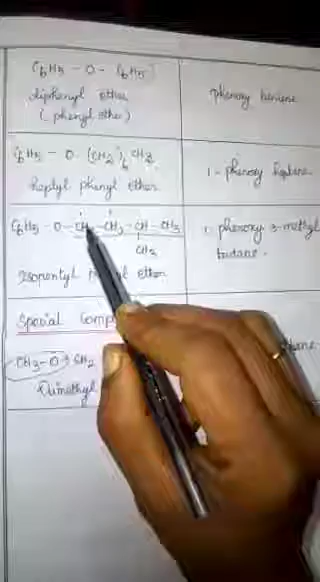 C6H5 - O - C6H5
diphenyl ether
(phenyl ether)
phenoxy benzene
C6H5 - O - (CH2)6 CH3
heptyl phenyl ether
1 - phenoxy heptane
C6H5 - O - CH2 - CH2 - CH - CH3
CH3
Isopentyl ether
1. phenoxy 3-methyl
butane.
Special
CH3-O-CH2
Dimethyl